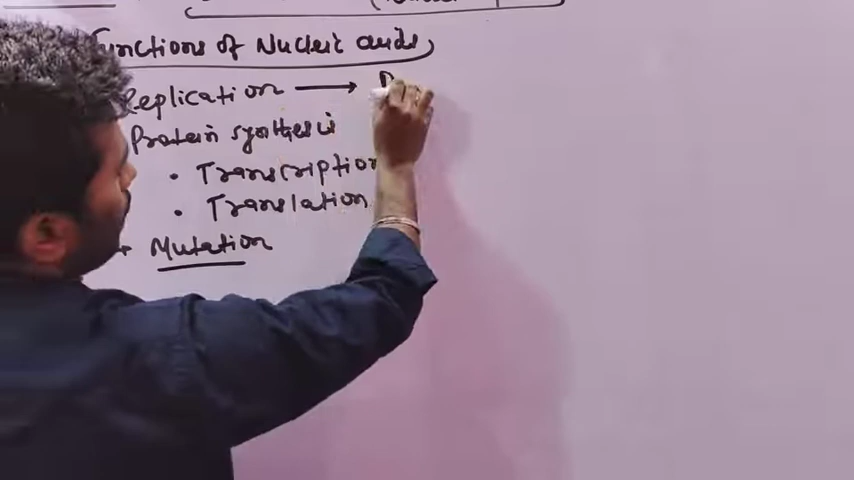 Functions of Nucleic acids
Replication → D
Protein synthesis
• Transcription
• Translation
Mutation